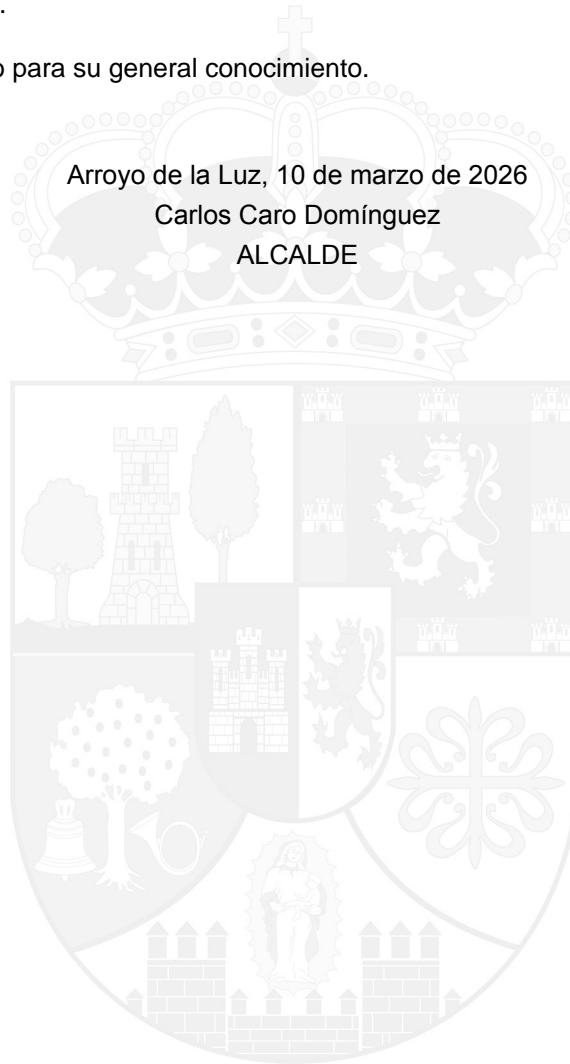 .
o para su general conocimiento.
Arroyo de la Luz, 10 de marzo de 2026
Carlos Caro Domínguez
ALCALDE